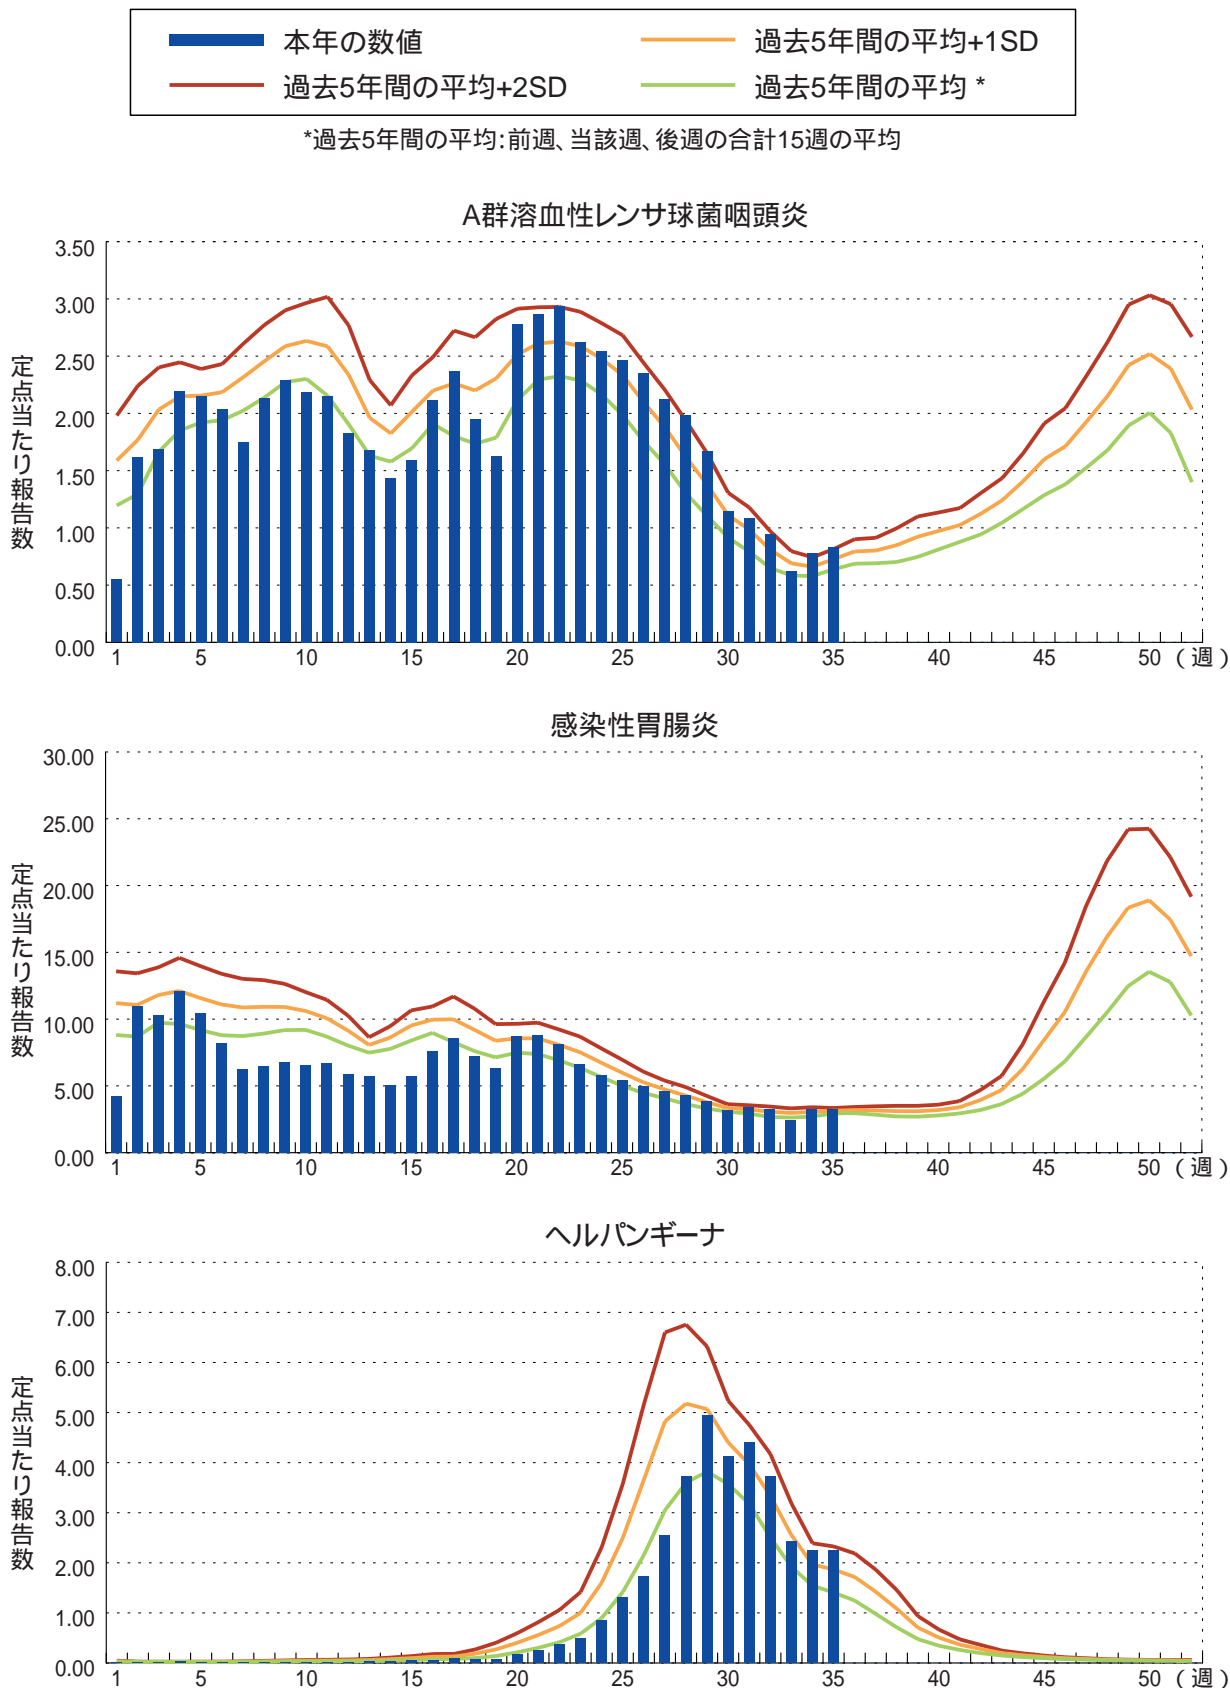 本年の数値
過去5年間の平均+1SD
過去5年間の平均+2SD
過去5年間の平均 *
*過去5年間の平均:前週、当該週、後週の合計15週の平均
A群溶血性レンサ球菌咽頭炎
定点当たり報告数
3.50
3.00
2.50
2.00
1.50
1.00
0.50
0.00
1 5 10 15 20 25 30 35 40 45 50 (週)
感染性胃腸炎
定点当たり報告数
30.00
25.00
20.00
15.00
10.00
5.00
0.00
1 5 10 15 20 25 30 35 40 45 50 (週)
ヘルパンギーナ
定点当たり報告数
8.00
7.00
6.00
5.00
4.00
3.00
2.00
1.00
0.00
1 5 10 15 20 25 30 35 40 45 50 (週)